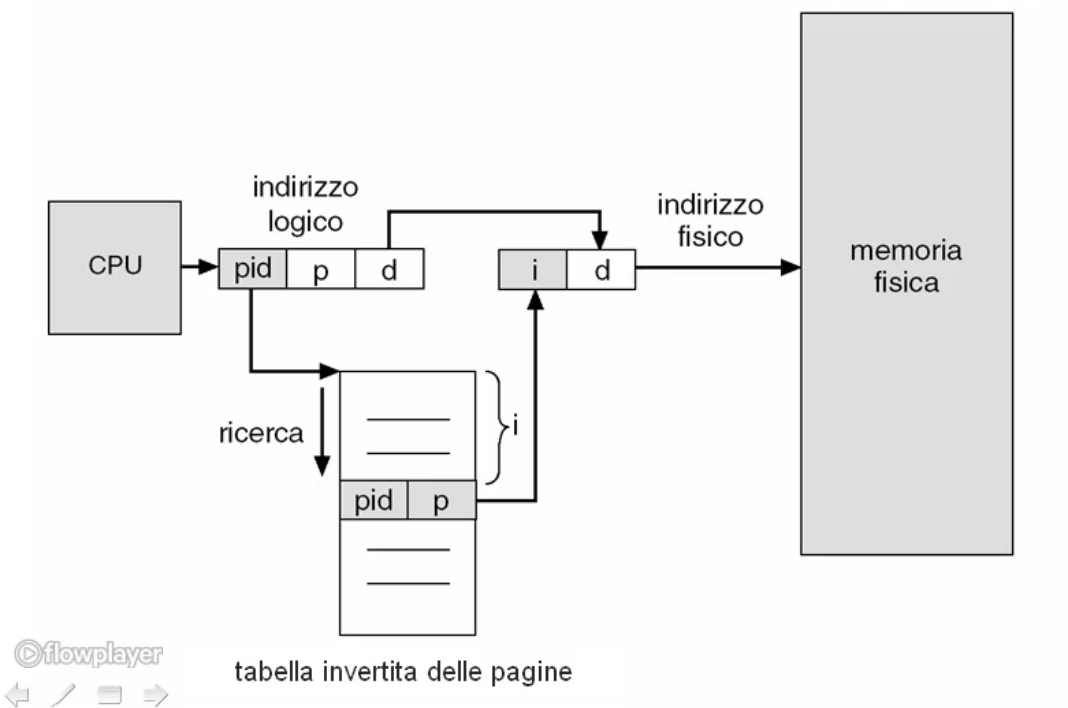 indirizzo
logico
CPU
pid p d
indirizzo
fisico
i d
memoria
fisica
ricerca
i
pid p
flowplayer
tabella invertita delle pagine